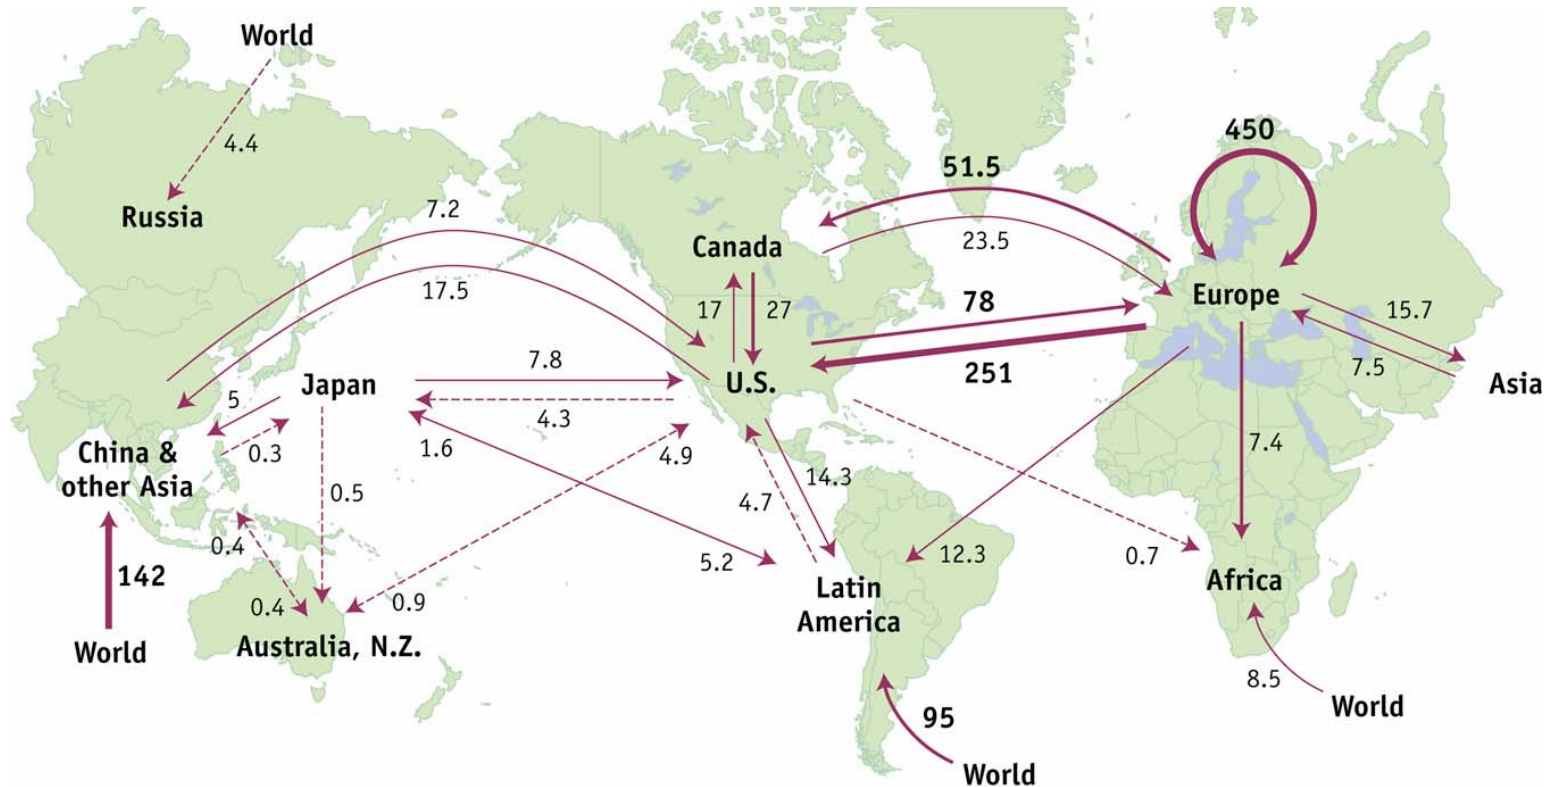 World
4.4
Russia
7.2
17.5
Canada
17
27
U.S.
51.5
23.5
78
251
450
Europe
15.7
7.5
Asia
Japan
7.8
4.3
5
0.3
China &
other Asia
0.5
1.6
4.9
4.7
14.3
5.2
0.4
0.4
0.9
142
World
Australia, N.Z.
Latin
America
12.3
7.4
0.7
Africa
8.5
World
95
World